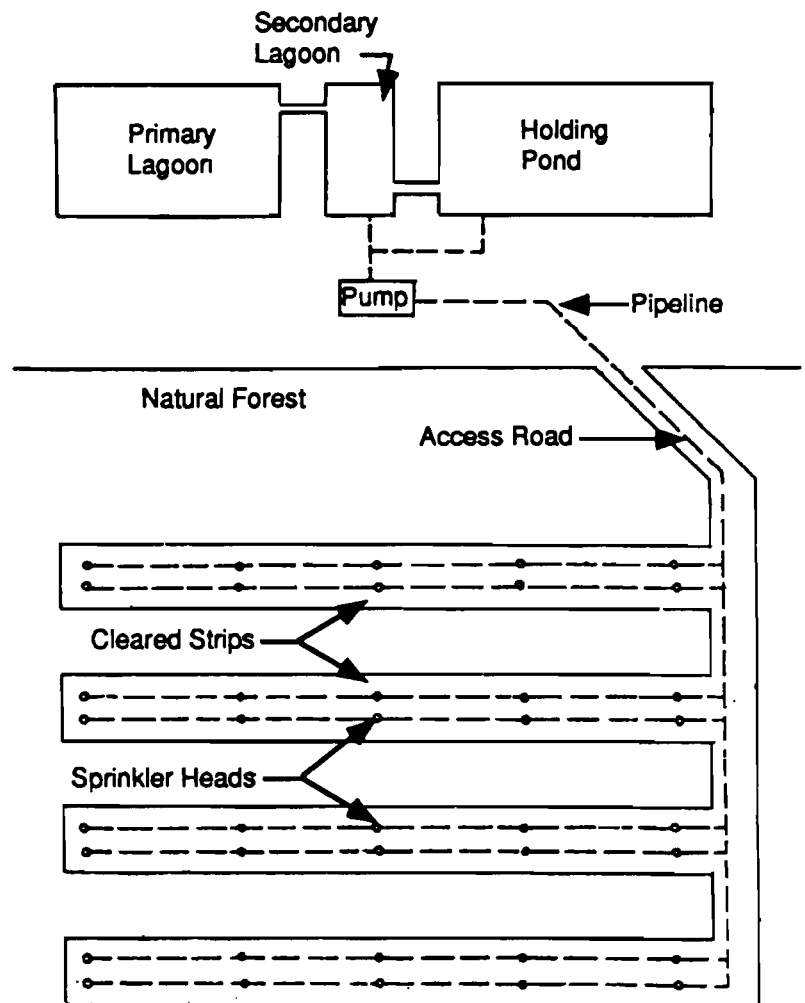 Secondary
Lagoon
Primary
Lagoon
Holding
Pond
Pump
Pipeline
Natural Forest
Access Road
Cleared Strips
Sprinkler Heads